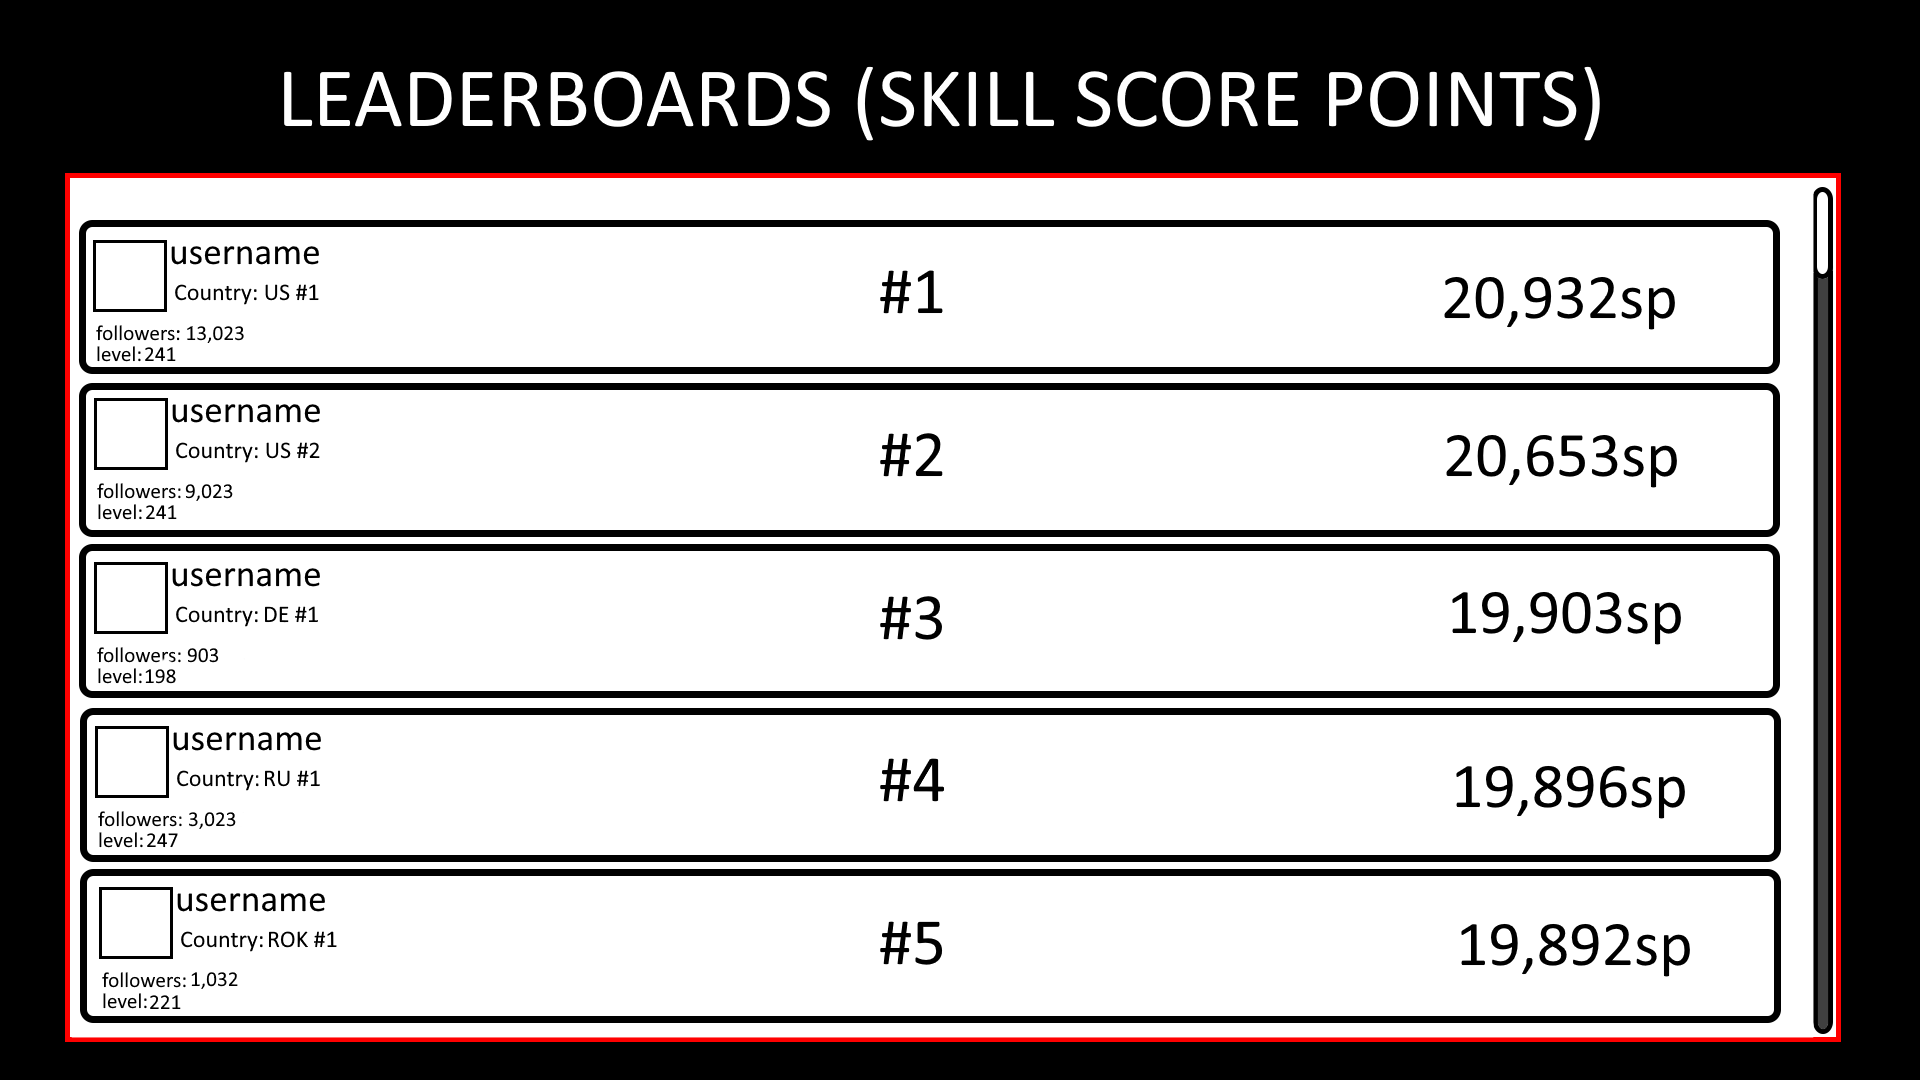 LEADERBOARDS (SKILL SCORE POINTS)
username
Country: US #1
followers: 13,023
level:241
#1
20,932sp
username
Country: US #2
followers: 9,023
level:241
#2
20,653sp
username
Country: DE #1
followers: 903
level:198
#3
19,903sp
username
Country: RU #1
followers: 3,023
level:247
#4
19,896sp
username
Country: ROK #1
followers: 1,032
level:221
#5
19,892sp